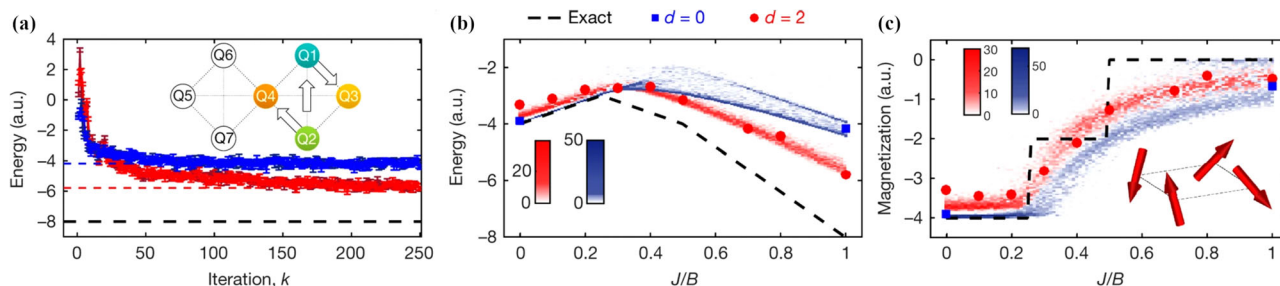 (a)
Energy (a.u.)
4
2
0
−2
−4
−6
−8
0
50
100
150
200
250
Iteration, k
Q6
Q1
Q5
Q4
Q3
Q7
Q2
Exact
d = 0
d = 2
(b)
Energy (a.u.)
−2
−4
−6
−8
0
0.2
0.4
0.6
0.8
1
J/B
50
0
50
0
(c)
Magnetization (a.u.)
0
−1
−2
−3
−4
0
0.2
0.4
0.6
0.8
1
J/B
30
20
10
0
50
0